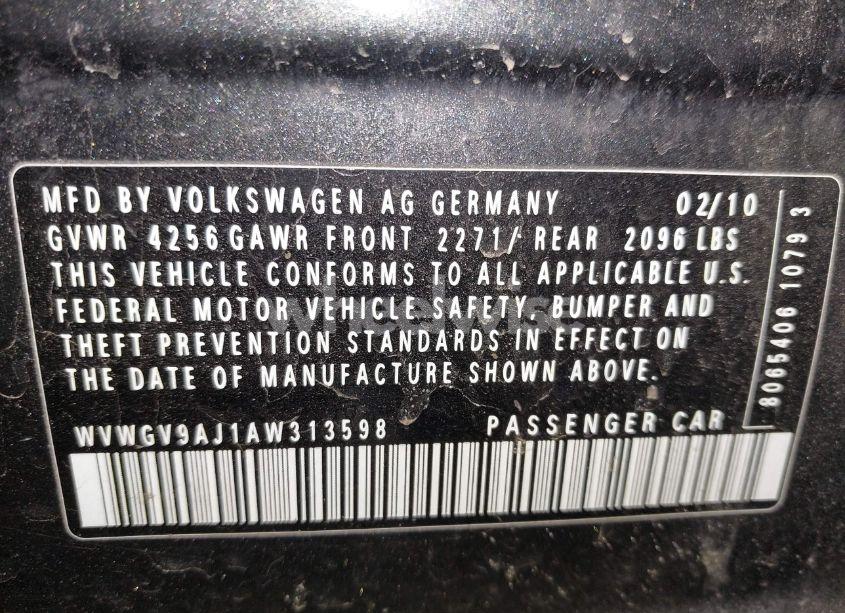 MFD BY VOLKSWAGEN AG GERMANY 02/10
GVWR 4256 GAWR FRONT 2271/ REAR 2096 LBS
THIS VEHICLE CONFORMS TO ALL APPLICABLE U.S.
FEDERAL MOTOR VEHICLE SAFETY, BUMPER AND
THEFT PREVENTION STANDARDS IN EFFECT ON
THE DATE OF MANUFACTURE SHOWN ABOVE.
WVWGV9AJ1AW313598 PASSENGER CAR
8065406 1079 3
wheelwise